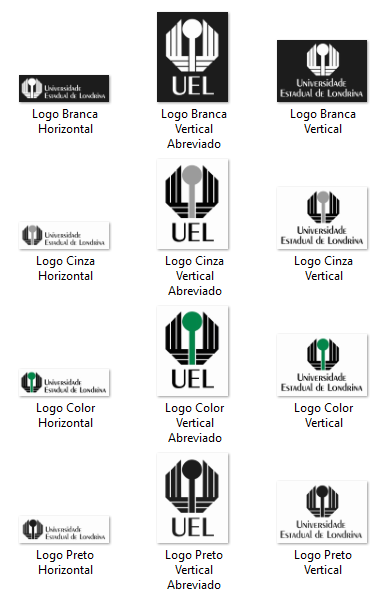 Universidade
Estadual de Londrina
Logo Branca
Horizontal
UEL
Logo Branca
Vertical
Abreviado
Universidade
Estadual de Londrina
Logo Branca
Vertical
Universidade
Estadual de Londrina
Logo Cinza
Horizontal
UEL
Logo Cinza
Vertical
Abreviado
Universidade
Estadual de Londrina
Logo Cinza
Vertical
Universidade
Estadual de Londrina
Logo Color
Horizontal
UEL
Logo Color
Vertical
Abreviado
Universidade
Estadual de Londrina
Logo Color
Vertical
Universidade
Estadual de Londrina
Logo Preto
Horizontal
UEL
Logo Preto
Vertical
Abreviado
Universidade
Estadual de Londrina
Logo Preto
Vertical